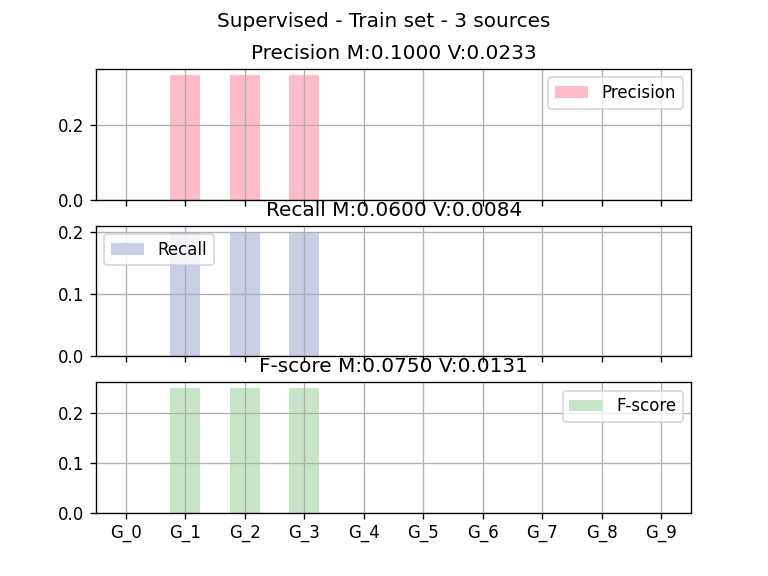 Supervised - Train set - 3 sources
Precision M:0.1000 V:0.0233
Precision
0.2
0.0
Recall M:0.0600 V:0.0084
Recall
0.2
0.1
0.0
F-score M:0.0750 V:0.0131
F-score
0.2
0.1
0.0
G_0 G_1 G_2 G_3 G_4 G_5 G_6 G_7 G_8 G_9